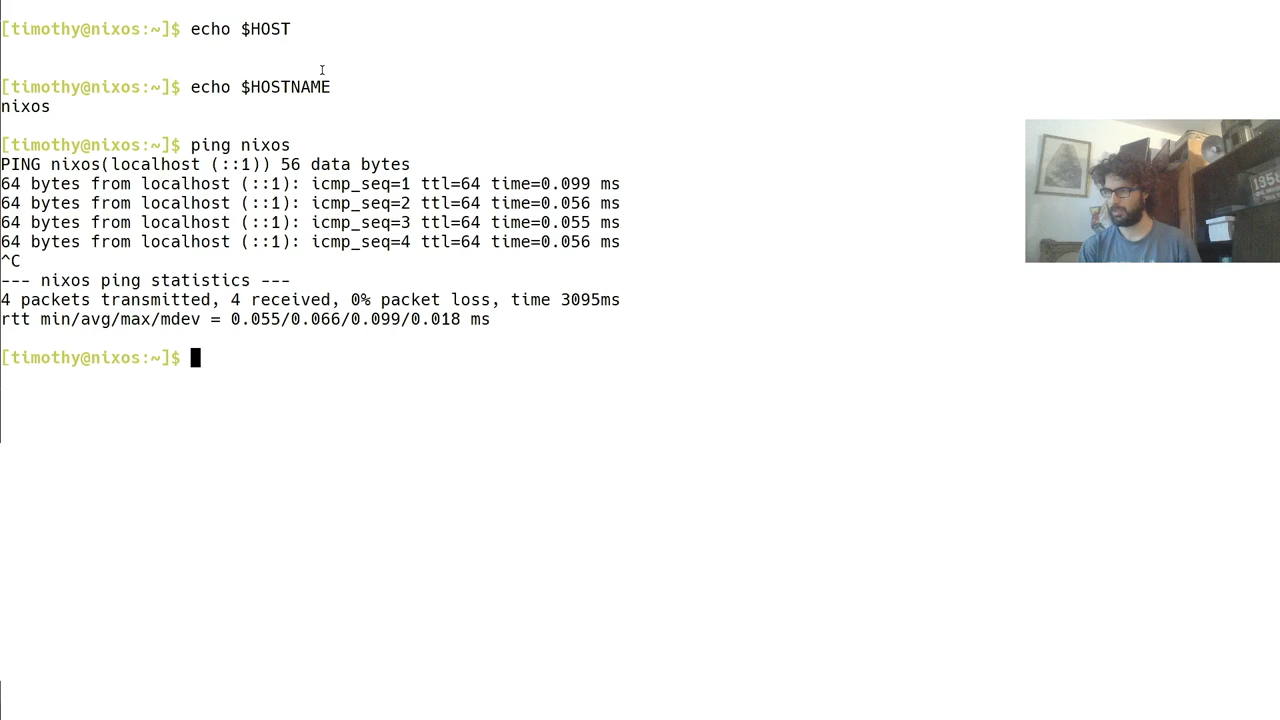 [timothy@nixos:~]$ echo $HOST
[timothy@nixos:~]$ echo $HOSTNAME
nixos
[timothy@nixos:~]$ ping nixos
PING nixos(localhost (::1)) 56 data bytes
64 bytes from localhost (::1): icmp_seq=1 ttl=64 time=0.099 ms
64 bytes from localhost (::1): icmp_seq=2 ttl=64 time=0.056 ms
64 bytes from localhost (::1): icmp_seq=3 ttl=64 time=0.055 ms
64 bytes from localhost (::1): icmp_seq=4 ttl=64 time=0.056 ms
^C
--- nixos ping statistics ---
4 packets transmitted, 4 received, 0% packet loss, time 3095ms
rtt min/avg/max/mdev = 0.055/0.066/0.099/0.018 ms
[timothy@nixos:~]$